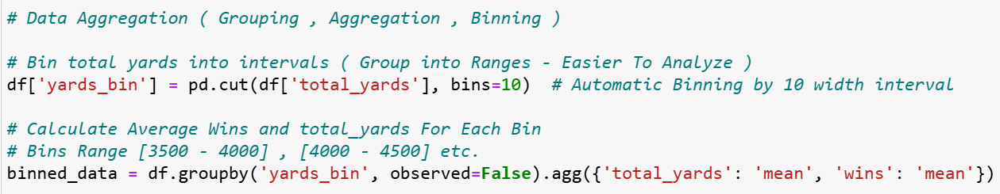 # Data Aggregation ( Grouping , Aggregation , Binning )
# Bin total yards into intervals ( Group into Ranges - Easier To Analyze )
df['yards_bin'] = pd.cut(df['total_yards'], bins=10)  # Automatic Binning by 10 width interval
# Calculate Average Wins and total_yards For Each Bin
# Bins Range [3500 - 4000] , [4000 - 4500] etc.
binned_data = df.groupby('yards_bin', observed=False).agg({'total_yards': 'mean', 'wins': 'mean'})